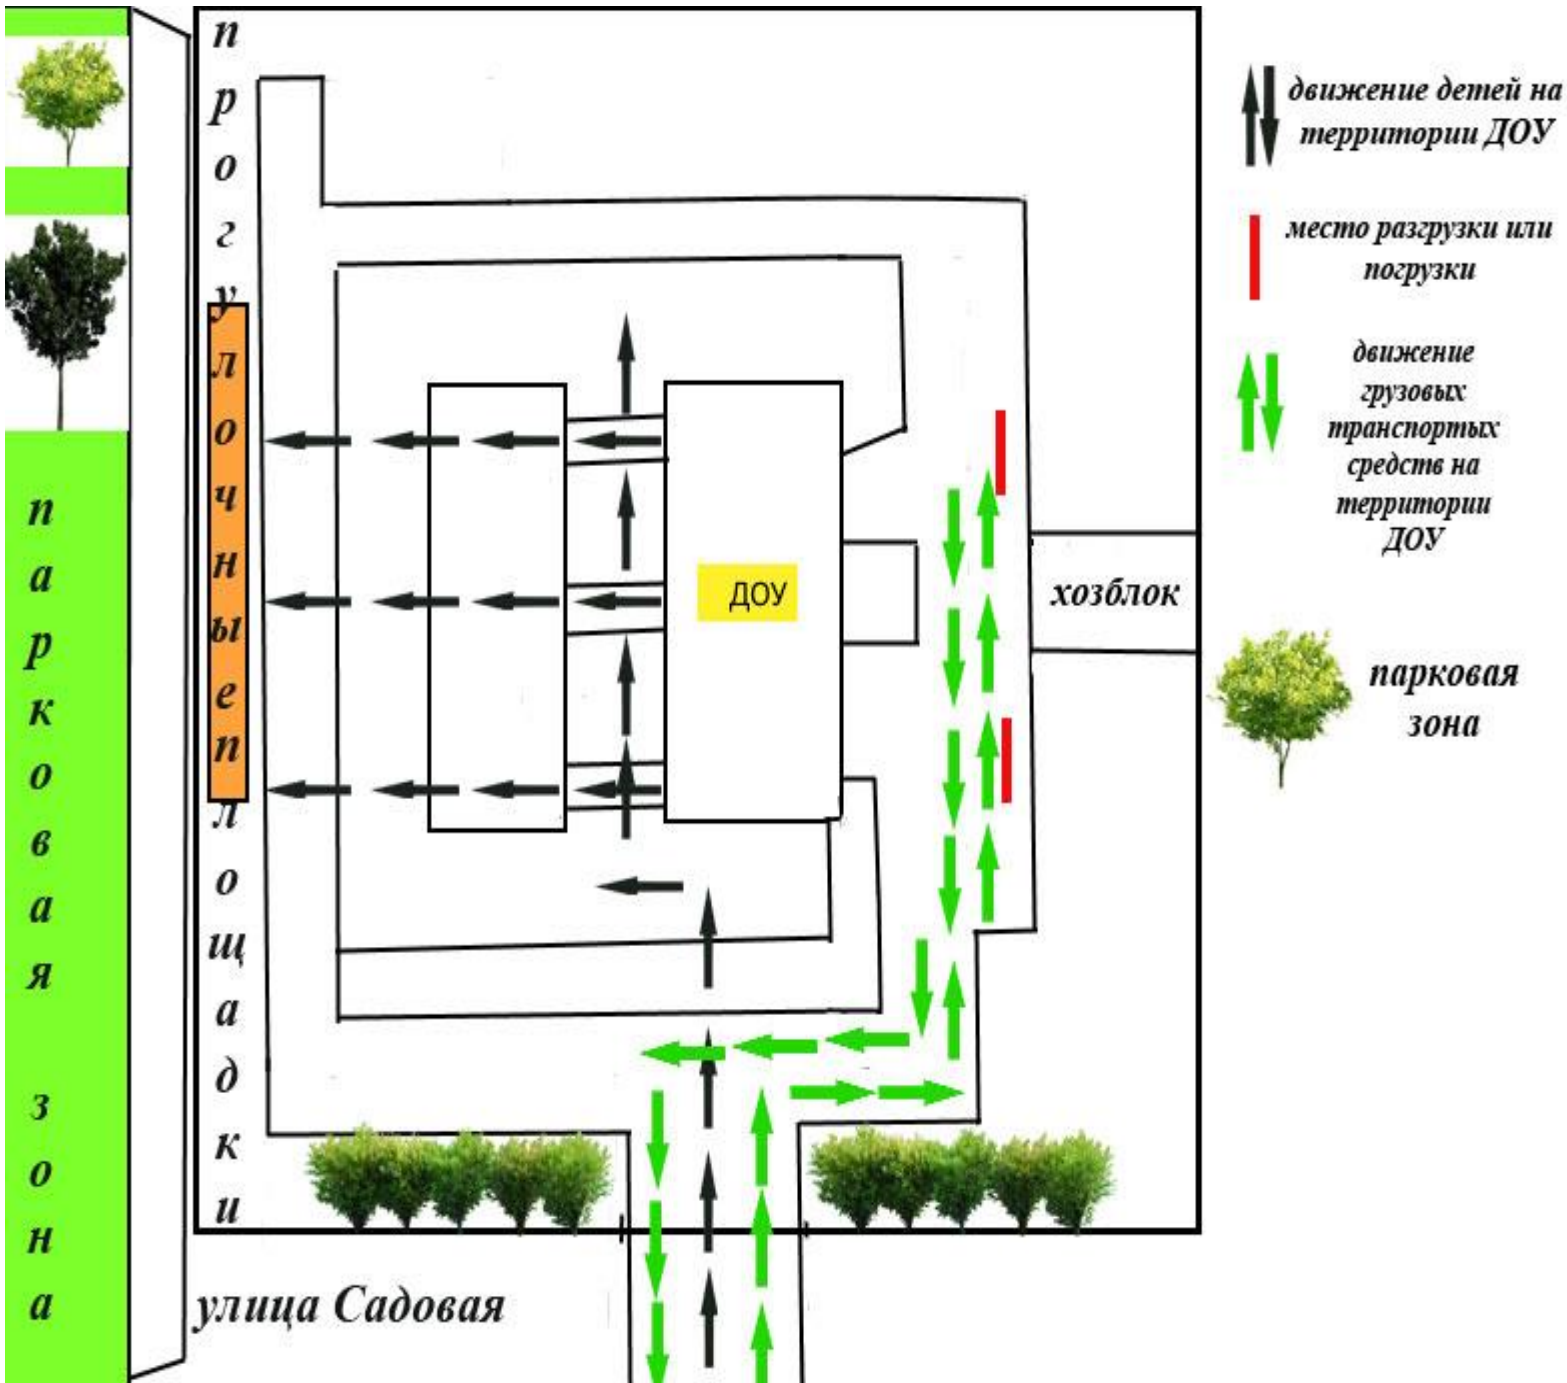 парковая зона
прогулочные площадки
ДОУ
хозблок
улица Садовая
движение детей на
территории ДОУ
место разгрузки или
погрузки
движение
грузовых
транспортых
средств на
территории
ДОУ
парковая
зона